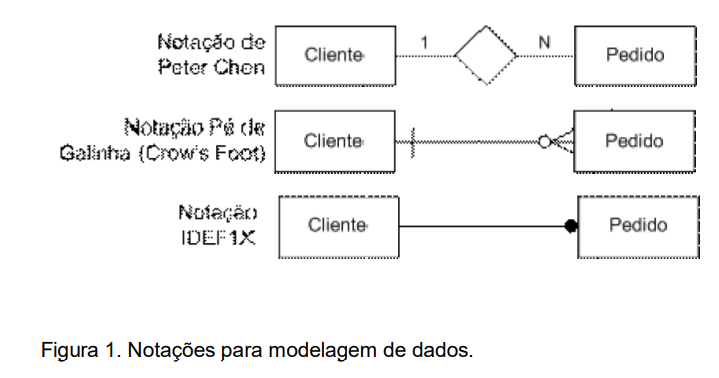 Notação de
Peter Chen
Cliente
1
N
Pedido
Notação Pé de
Galinha (Crow's Foot)
Cliente
Pedido
Notação
IDEF1X
Cliente
Pedido
Figura 1. Notações para modelagem de dados.